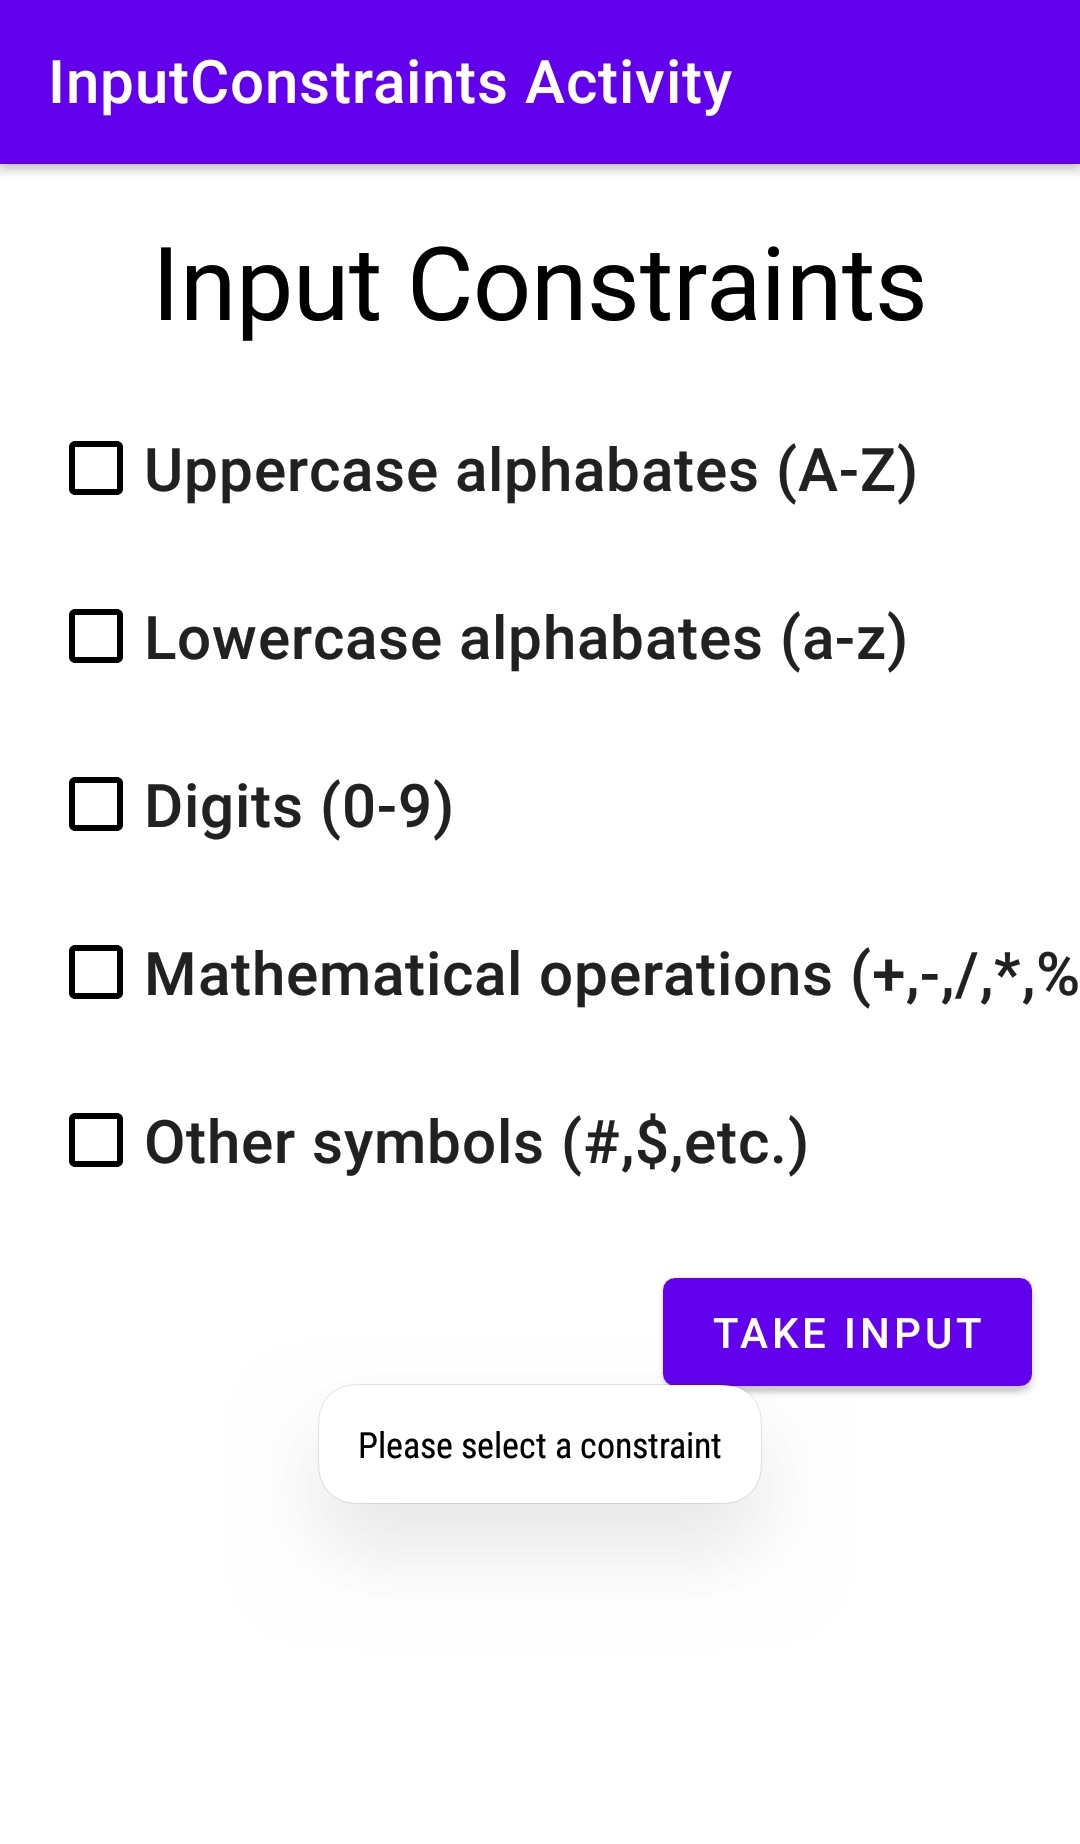 InputConstraints Activity
Input Constraints
Uppercase alphabates (A-Z)
Lowercase alphabates (a-z)
Digits (0-9)
Mathematical operations (+,-,/,*,%
Other symbols (#,$,etc.)
TAKE INPUT
Please select a constraint